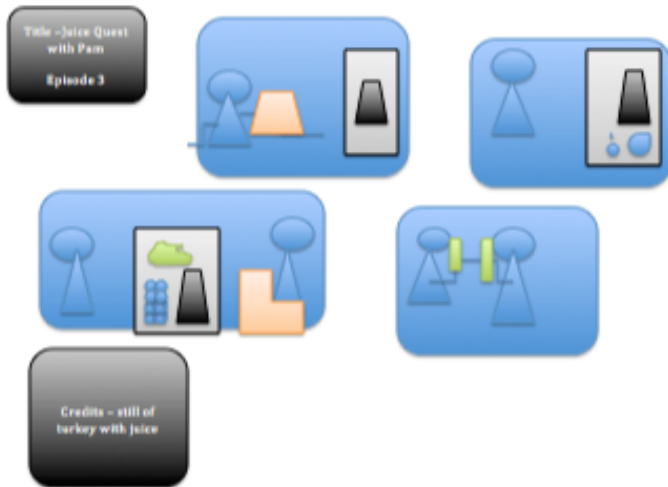 Title –Juice Quest
with Pam
Episode 3
Credits – still of
turkey with juice